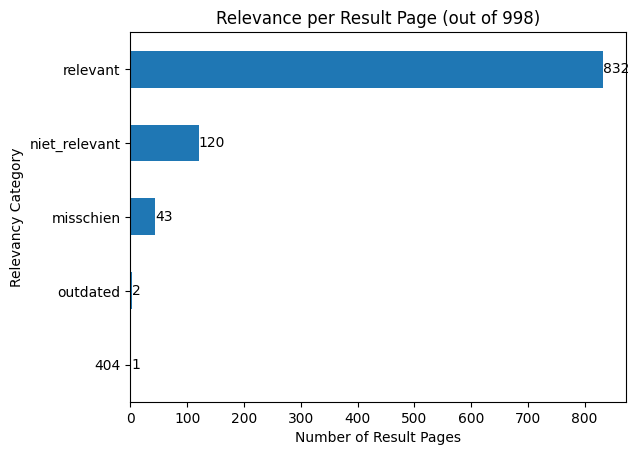 Relevance per Result Page (out of 998)
Relevancy Category
relevant 832
niet_relevant 120
misschien 43
outdated 2
404 1
0 100 200 300 400 500 600 700 800
Number of Result Pages